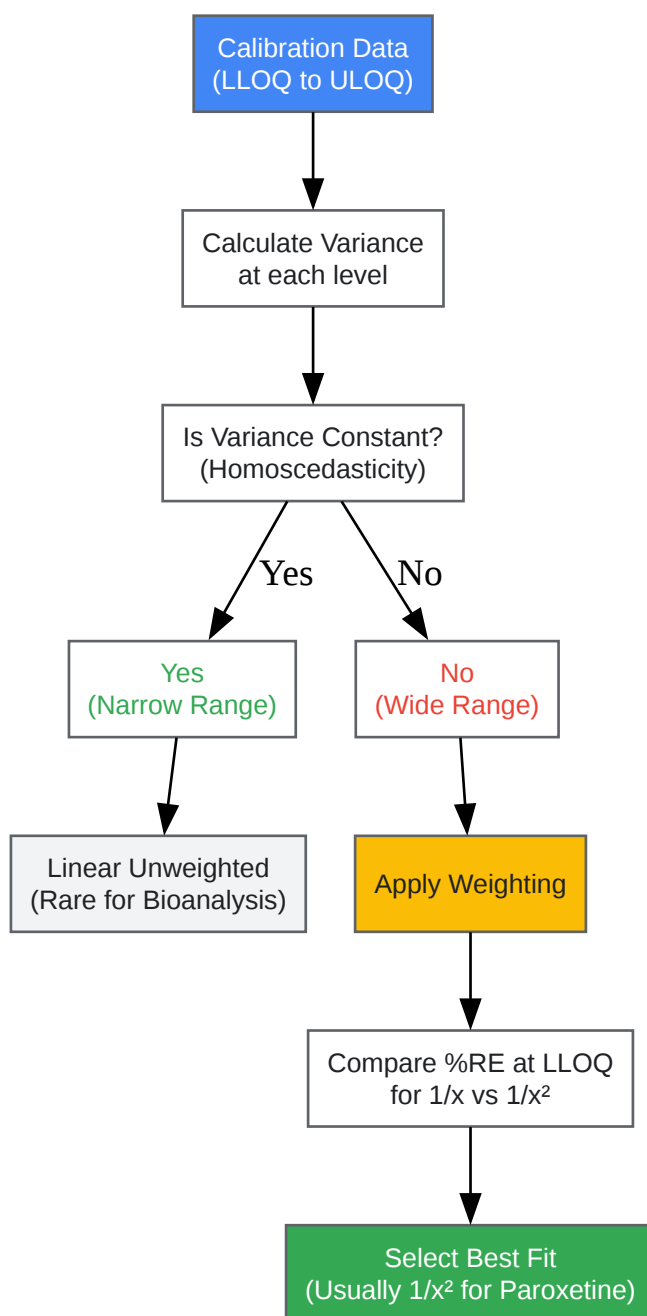 Calibration Data
(LLOQ to ULOQ)
Calculate Variance
at each level
Is Variance Constant?
(Homoscedasticity)
Yes
No
Yes
(Narrow Range)
No
(Wide Range)
Linear Unweighted
(Rare for Bioanalysis)
Apply Weighting
Compare %RE at LLOQ
for 1/x vs 1/x²
Select Best Fit
(Usually 1/x² for Paroxetine)